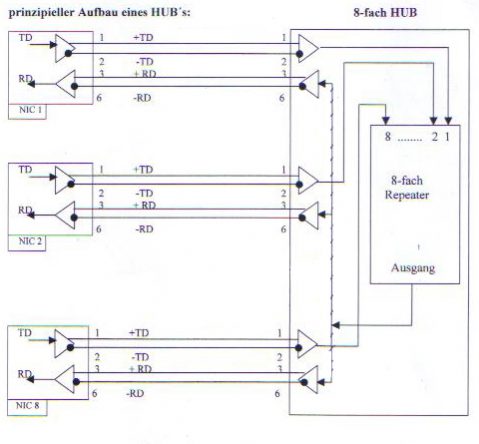 prinzipieller Aufbau eines HUB´s: 8-fach HUB
TD 1 +TD 1
2 -TD 2
RD 3 + RD 3
6 -RD 6
NIC 1
8 ........ 2 1
TD 1 +TD 1
8-fach
Repeater
2 -TD 2
RD 3 + RD 3
6 -RD 6
NIC 2
Ausgang
TD 1 +TD 1
2 -TD 2
RD 3 + RD 3
6 -RD 6
NIC 8